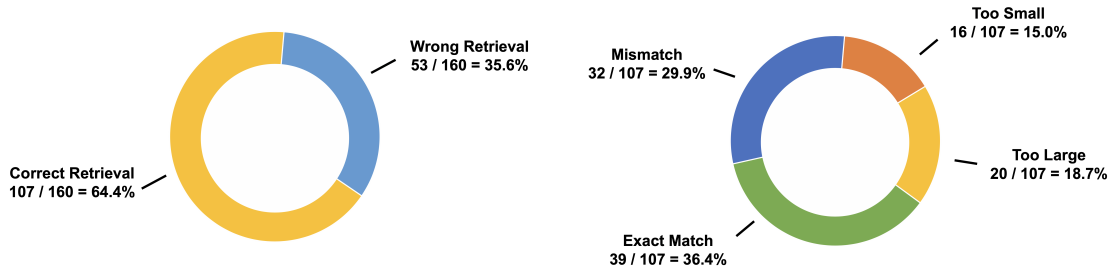 Wrong Retrieval
53 / 160 = 35.6%
Correct Retrieval
107 / 160 = 64.4%
Too Small
16 / 107 = 15.0%
Mismatch
32 / 107 = 29.9%
Too Large
20 / 107 = 18.7%
Exact Match
39 / 107 = 36.4%